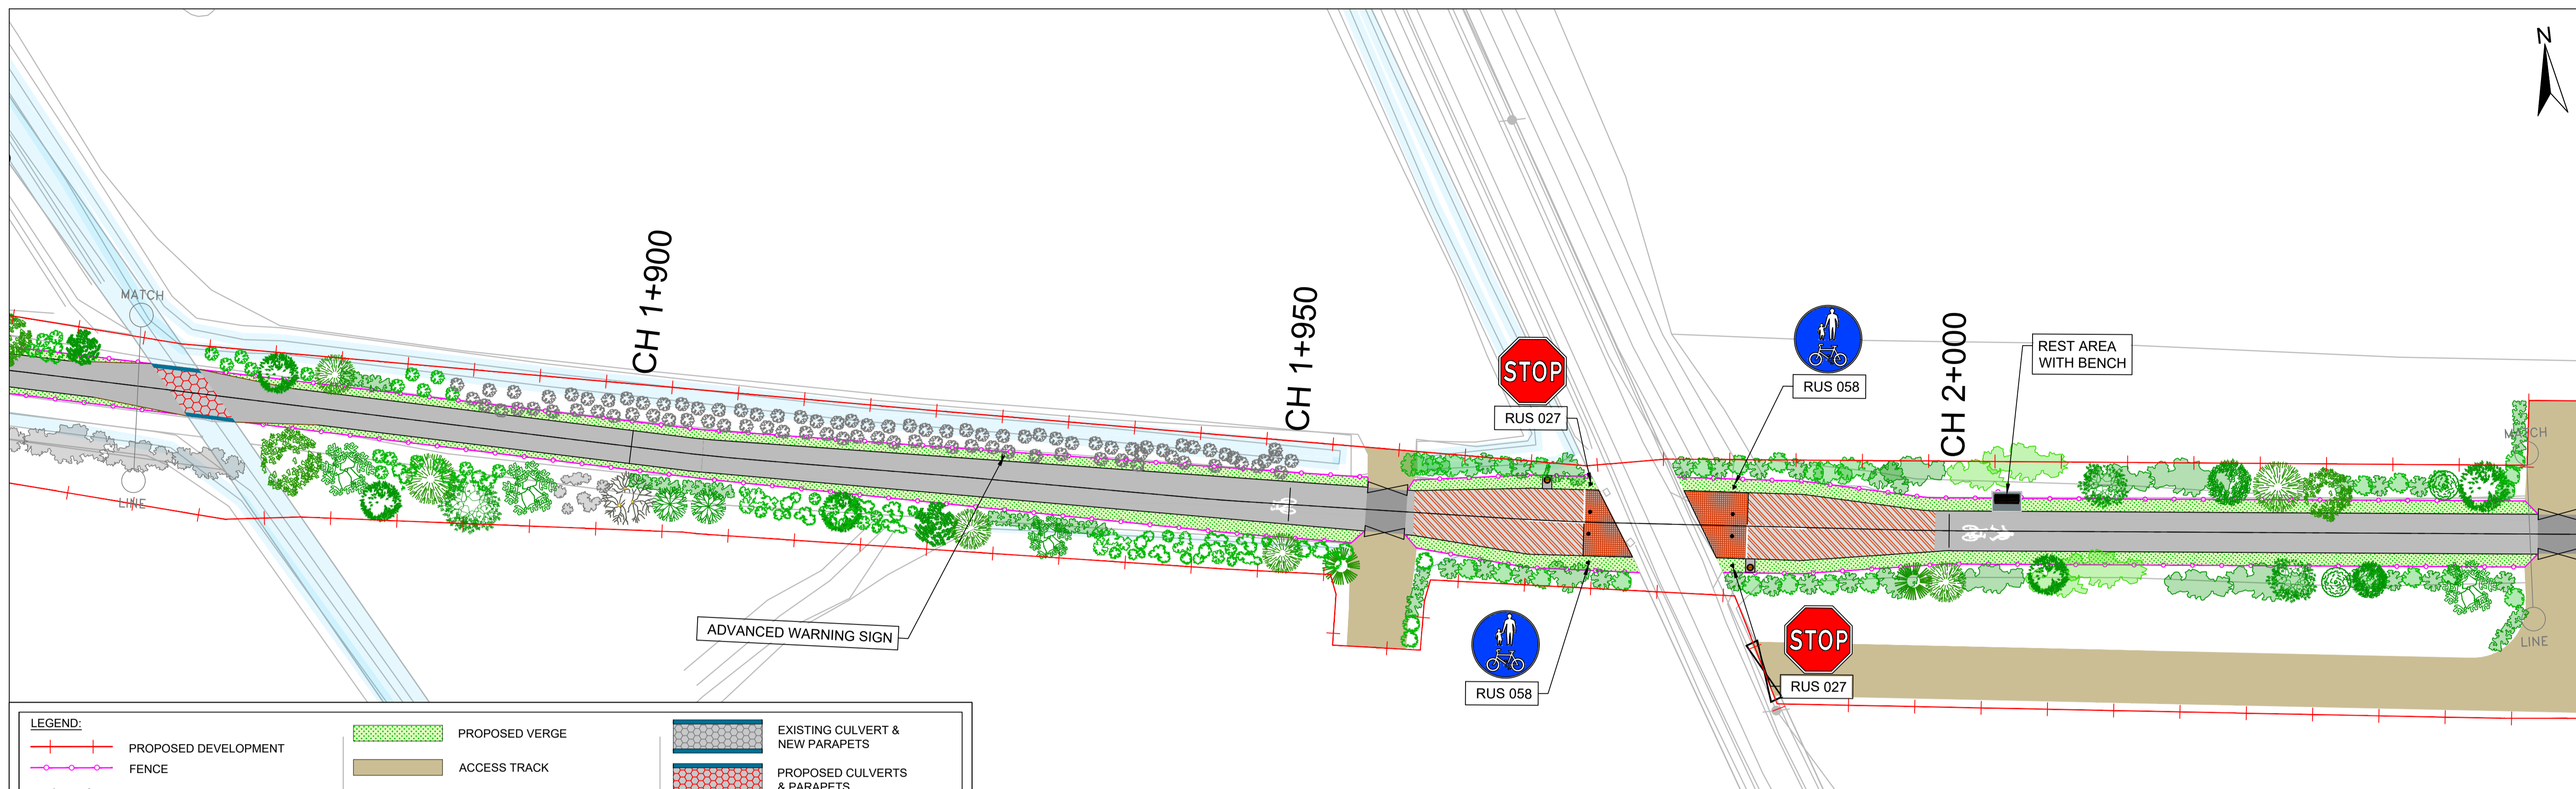 N
MATCH
LINE
CH 1+900
CH 1+950
STOP
RUS 027
RUS 058
CH 2+000
REST AREA
WITH BENCH
MATCH
LINE
ADVANCED WARNING SIGN
RUS 058
STOP
RUS 027
LEGEND:
PROPOSED DEVELOPMENT
FENCE
PROPOSED VERGE
ACCESS TRACK
EXISTING CULVERT &
NEW PARAPETS
PROPOSED CULVERTS
& PARAPETS